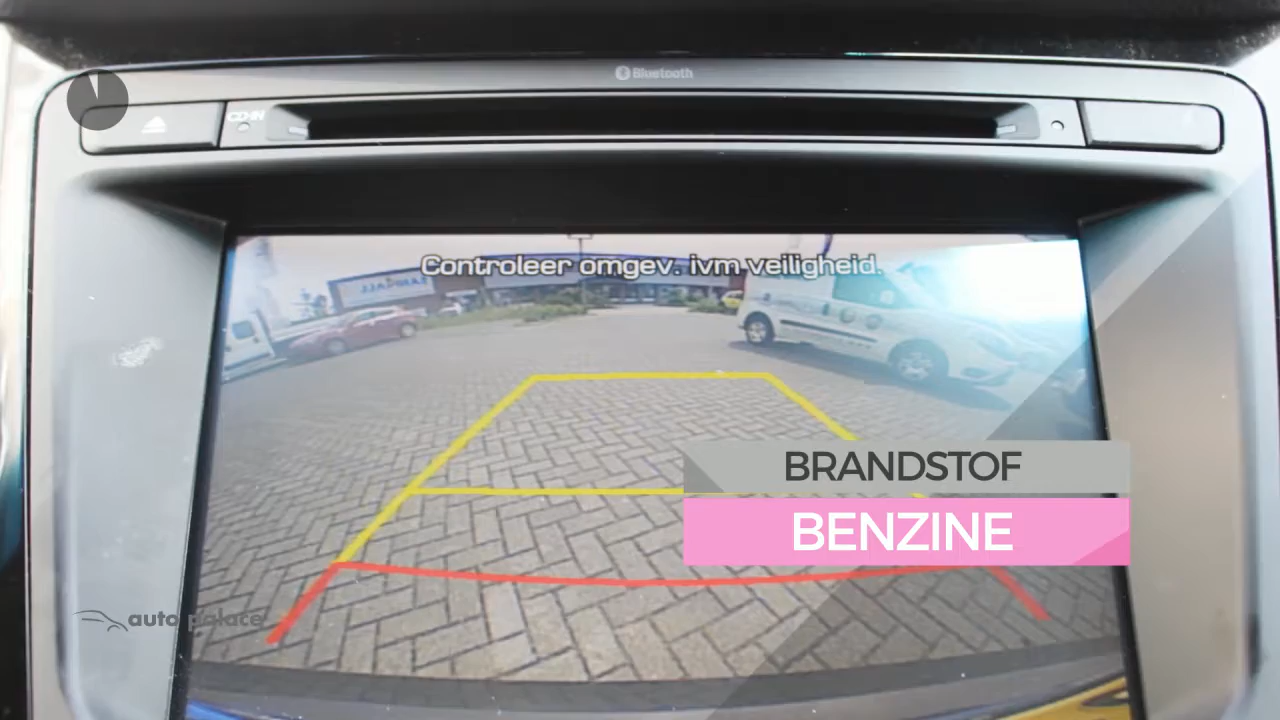 Bluetooth
CD-IN
Controleer omgev. ivm veiligheid.
BRANDSTOF
BENZINE
auto palace